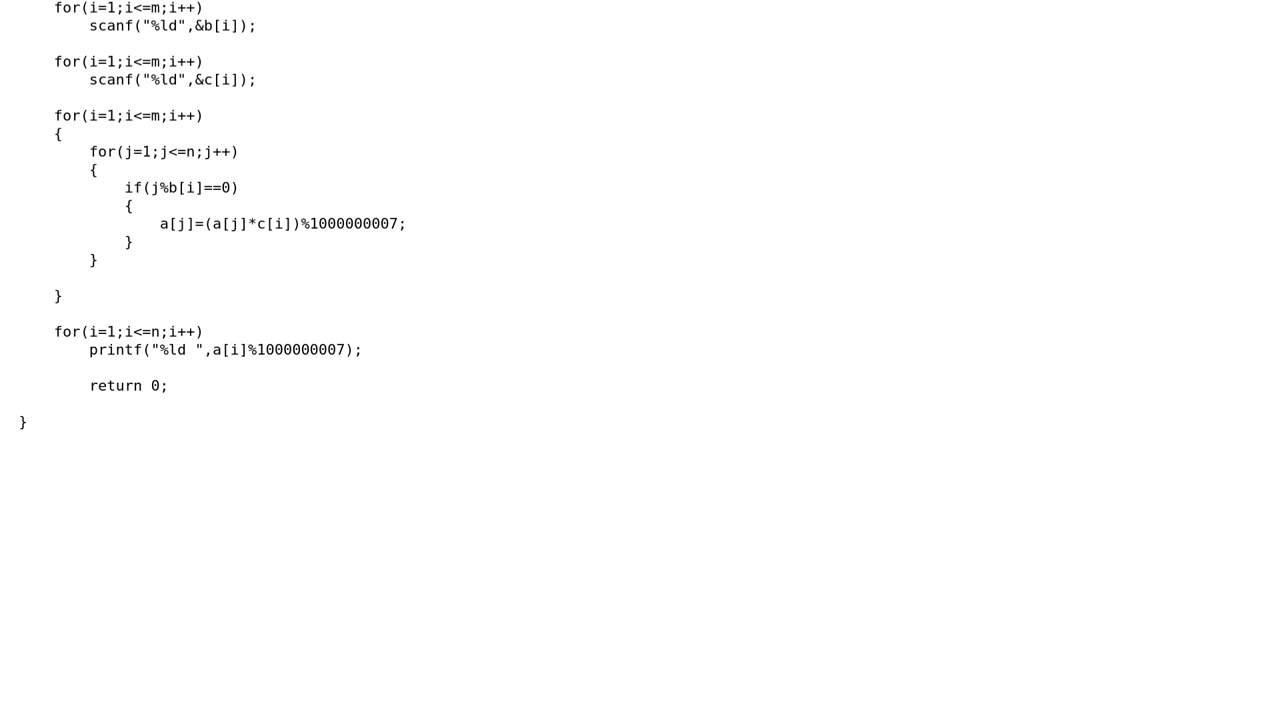 for(i=1;i<=m;i++)
scanf("%ld",&b[i]);
for(i=1;i<=m;i++)
scanf("%ld",&c[i]);
for(i=1;i<=m;i++)
{
for(j=1;j<=n;j++)
{
if(j%b[i]==0)
{
a[j]=(a[j]*c[i])%1000000007;
}
}
}
for(i=1;i<=n;i++)
printf("%ld ",a[i]%1000000007);
return 0;
}